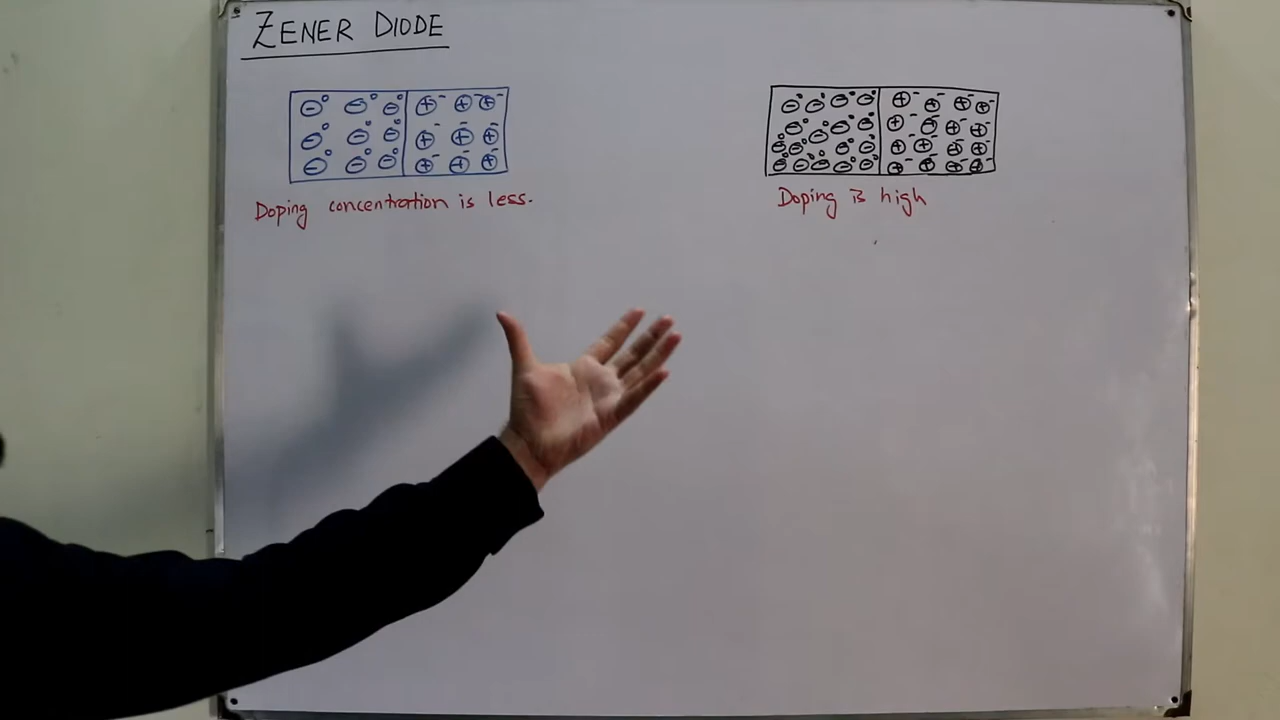 ZENER DIODE
Doping concentration is less.
Doping is high